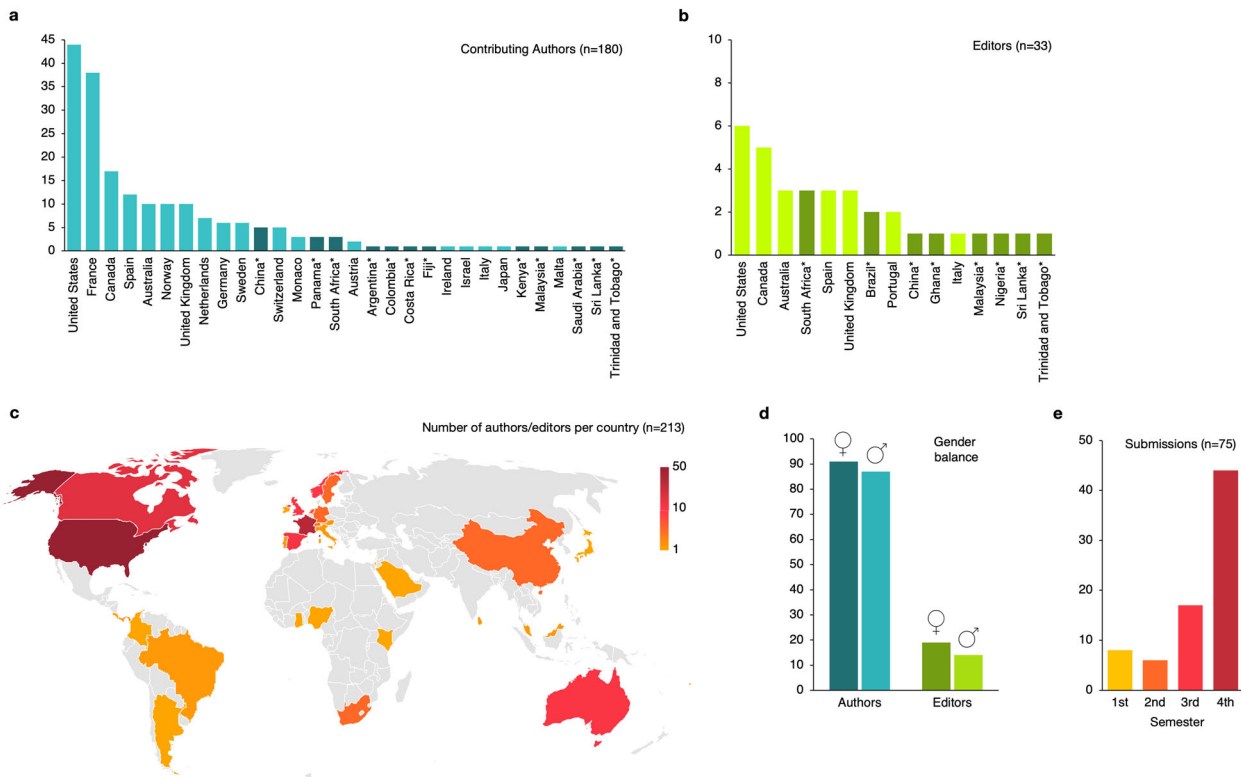 a
Contributing Authors (n=180)
45
40
35
30
25
20
15
10
5
0
United States
France
Canada
Spain
Australia
Norway
United Kingdom
Netherlands
Germany
Sweden
China*
Switzerland
Monaco
Panama*
South Africa*
Austria
Argentina*
Colombia*
Costa Rica*
Fiji*
Ireland
Israel
Italy
Japan
Kenya*
Malaysia*
Malta
Saudi Arabia*
Sri Lanka*
Trinidad and Tobago*
b
Editors (n=33)
10
8
6
4
2
0
United States
Canada
Australia
South Africa*
Spain
United Kingdom
Brazil*
Portugal
China*
Ghana*
Italy
Malaysia*
Nigeria*
Sri Lanka
Trinidad and Tobago*
c
Number of authors/editors per country (n=213)
50
10
1
d
Gender
balance
100
90
80
70
60
50
40
30
20
10
0
♀
♂
♀
♂
Authors
Editors
e
Submissions (n=75)
50
40
30
20
10
0
1st
2nd
3rd
4th
Semester